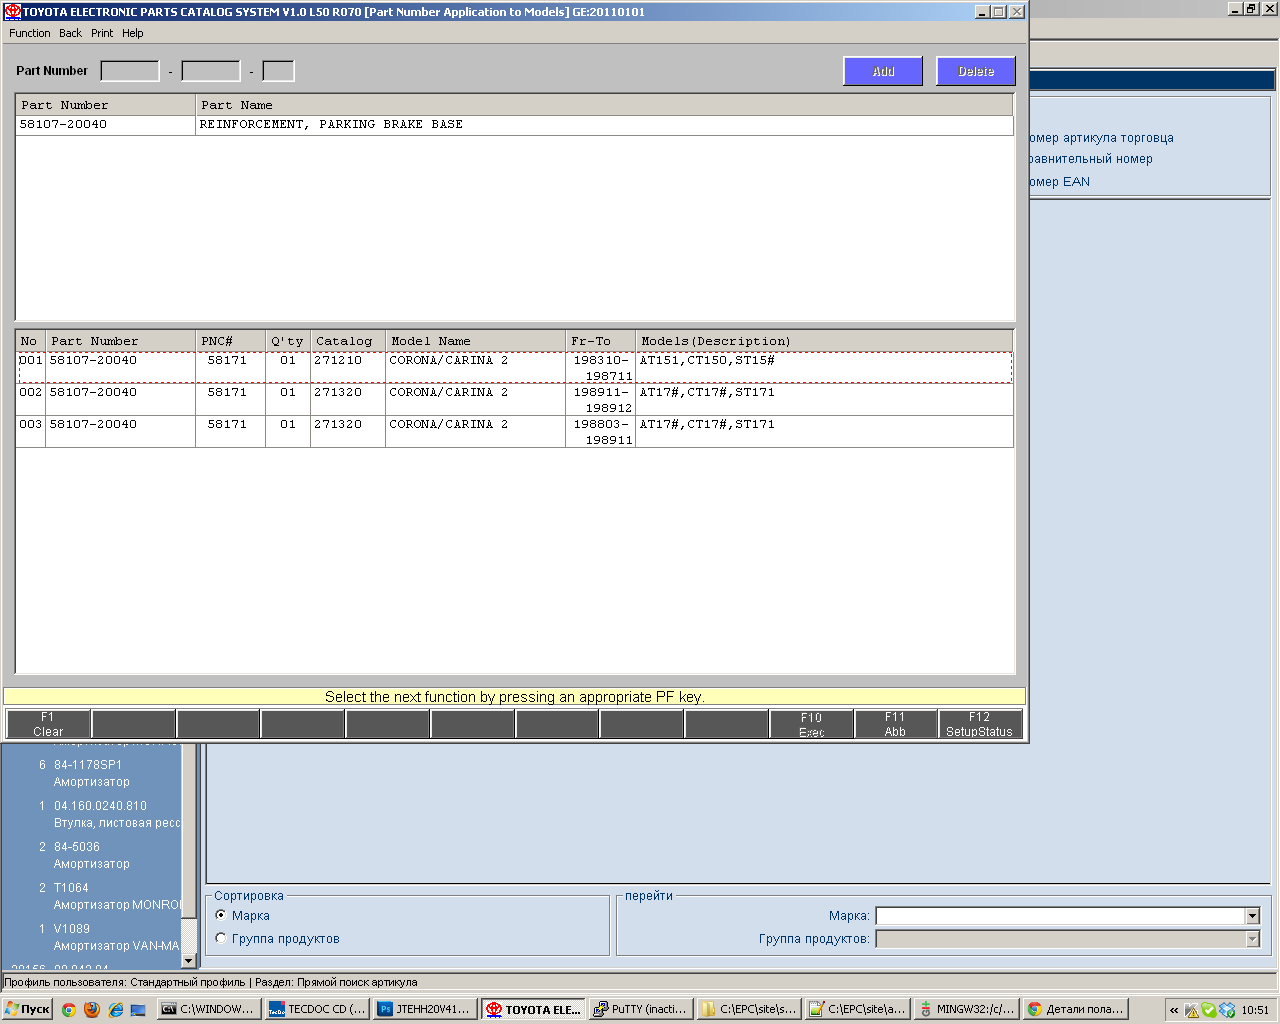 TOYOTA ELECTRONIC PARTS CATALOG SYSTEM V1.0 L50 R070 [Part Number Application to Models] GE:20110101
Function Back Print Help
Part Number - - Add Delete
Part Number Part Name
58107-20040 REINFORCEMENT, PARKING BRAKE BASE
омер артикула торговца
равнительный номер
омер EAN
No Part Number PNC# Q'ty Catalog Model Name Fr-To Models(Description)
001 58107-20040 58171 01 271210 CORONA/CARINA 2 198310- AT151,CT150,ST15#
198711
002 58107-20040 58171 01 271320 CORONA/CARINA 2 198911- AT17#,CT17#,ST171
198912
003 58107-20040 58171 01 271320 CORONA/CARINA 2 198803- AT17#,CT17#,ST171
198911
Select the next function by pressing an appropriate PF key.
F1 F10 F11 F12
Clear Exec Abb SetupStatus
6 84-1178SP1
Амортизатор
1 04.160.0240.810
Втулка, листовая ресс
2 84-5036
Амортизатор
2 T1064
Амортизатор MONRO
1 V1089
Амортизатор VAN-MA
Сортировка
Марка
Группа продуктов
перейти
Марка:
Группа продуктов:
Профиль пользователя: Стандартный профиль | Раздел: Прямой поиск артикула
Пуск C:\WINDOW... TECDOC CD (... JTEHH20V41... TOYOTA ELE... PuTTY (inacti... C:\EPC\site\s... C:\EPC\site\a... MINGW32:/c/... Детали пола... « 10:51